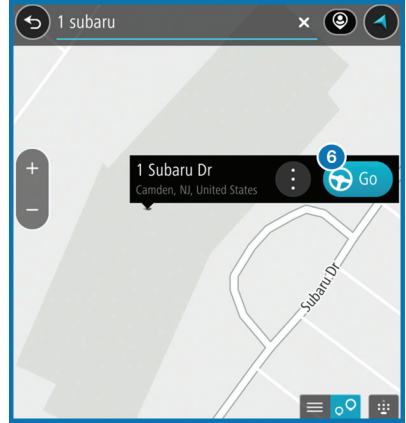 1 subaru
6
1 Subaru Dr
Camden, NJ, United States
Go
Subaru Dr